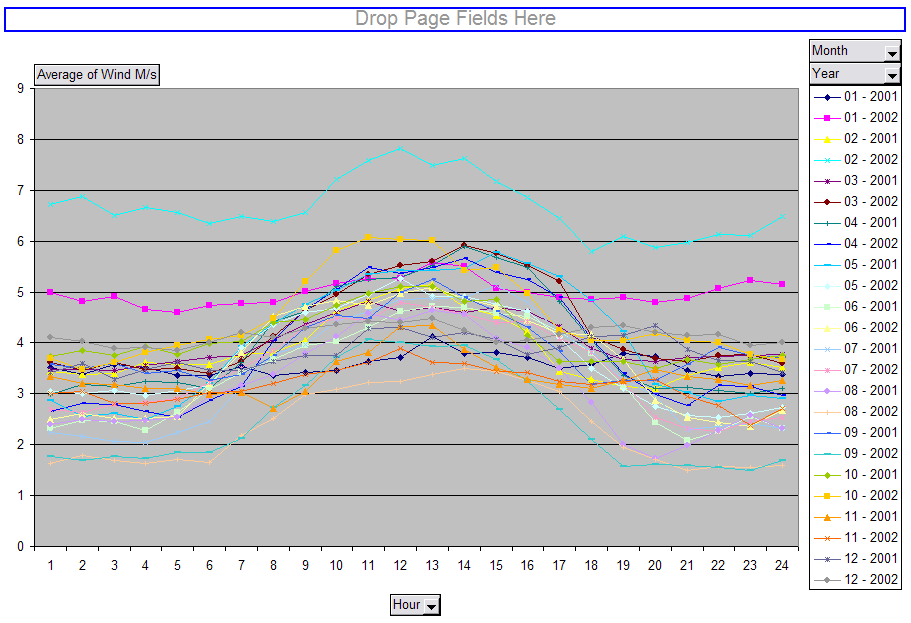 Drop Page Fields Here
Month
Average of Wind M/s
Year
9
8
7
6
5
4
3
2
1
0
1 2 3 4 5 6 7 8 9 10 11 12 13 14 15 16 17 18 19 20 21 22 23 24
Hour
01 - 2001
01 - 2002
02 - 2001
02 - 2002
03 - 2001
03 - 2002
04 - 2001
04 - 2002
05 - 2001
05 - 2002
06 - 2001
06 - 2002
07 - 2001
07 - 2002
08 - 2001
08 - 2002
09 - 2001
09 - 2002
10 - 2001
10 - 2002
11 - 2001
11 - 2002
12 - 2001
12 - 2002